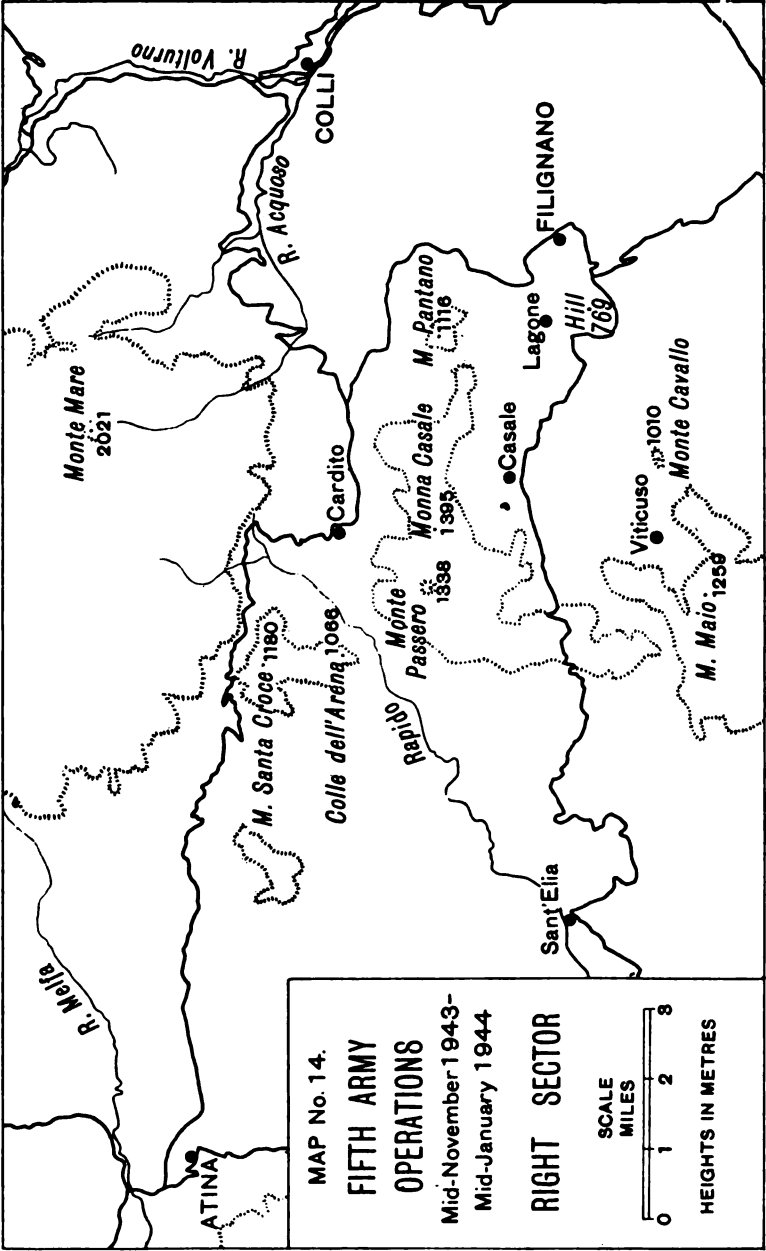 R. Volturno
COLLI
R. Acquoso
Monte Mare
2021
M. Pantano
1116
FILIGNANO
Lagone
Hill
769
Cardito
Monna Casale
1395
Casale
Monte
Passero
1338
Viticuso
1010
Monte Cavallo
M. Maio
1259
M. Santa Croce
1180
Colle dell'Arena
1066
Rapido
Sant'Elia
R. Melfa
ATINA
MAP No. 14.
FIFTH ARMY
OPERATIONS
Mid-November 1943-
Mid-January 1944
RIGHT SECTOR
SCALE
MILES
0 1 2 3
HEIGHTS IN METRES